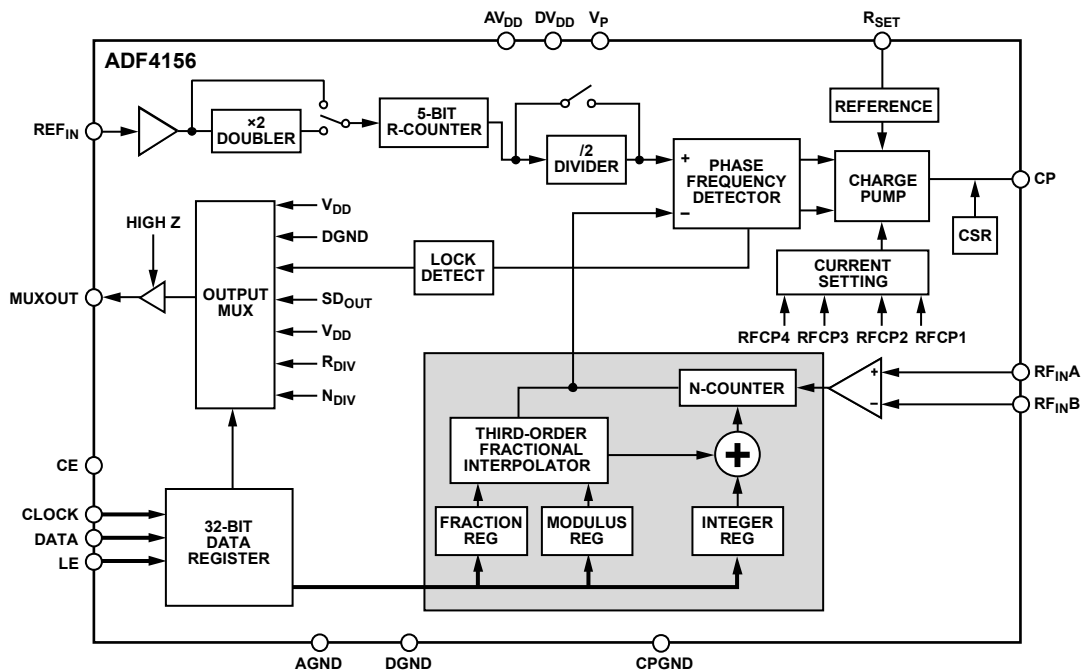 AVDD DVDD VP RSET
ADF4156
REFIN
×2
DOUBLER
5-BIT
R-COUNTER
/2
DIVIDER
+
−
PHASE
FREQUENCY
DETECTOR
REFERENCE
CHARGE
PUMP
CP
CSR
HIGH Z
MUXOUT
OUTPUT
MUX
VDD
DGND
LOCK
DETECT
SDOUT
VDD
RDIV
NDIV
CURRENT
SETTING
RFCP4 RFCP3 RFCP2 RFCP1
N-COUNTER
+
−
RFINA
RFINB
THIRD-ORDER
FRACTIONAL
INTERPOLATOR
+
CE
CLOCK
DATA
LE
32-BIT
DATA
REGISTER
FRACTION
REG
MODULUS
REG
INTEGER
REG
AGND DGND CPGND